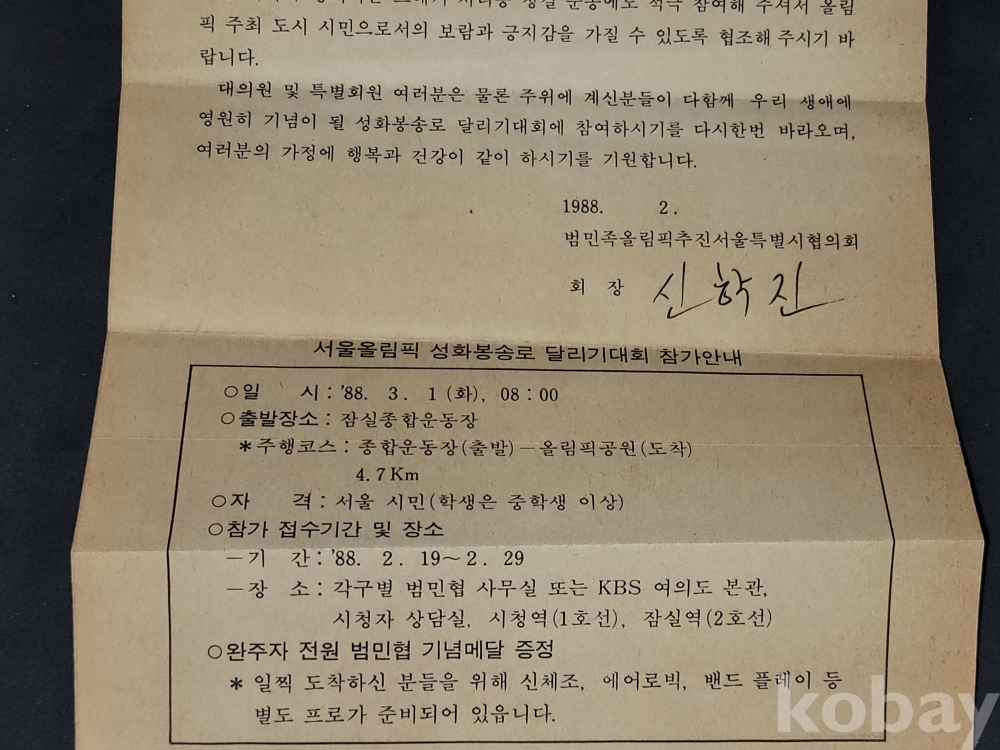 적극 참여해 주셔서 올림
픽 주최 도시 시민으로서의 보람과 긍지감을 가질 수 있도록 협조해 주시기 바
랍니다.
대의원 및 특별회원 여러분은 물론 주위에 계신분들이 다함께 우리 생애에
영원히 기념이 될 성화봉송로 달리기대회에 참여하시기를 다시한번 바라오며,
여러분의 가정에 행복과 건강이 같이 하시기를 기원합니다.
1988. 2.
범민족올림픽추진서울특별시협의회
회 장 신학진
서울올림픽 성화봉송로 달리기대회 참가안내
○일 시 : '88. 3. 1 (화), 08 : 00
○출발장소 : 잠실종합운동장
*주행코스 : 종합운동장(출발)—올림픽공원(도착)
4.7Km
○자 격 : 서울 시민(학생은 중학생 이상)
○참가 접수기간 및 장소
—기 간 : '88. 2. 19~2. 29
—장 소 : 각구별 범민협 사무실 또는 KBS 여의도 본관,
시청자 상담실, 시청역(1호선), 잠실역(2호선)
○완주자 전원 범민협 기념메달 증정
* 일찍 도착하신 분들을 위해 신체조, 에어로빅, 밴드 플레이 등
별도 프로가 준비되어 있읍니다.
kobay